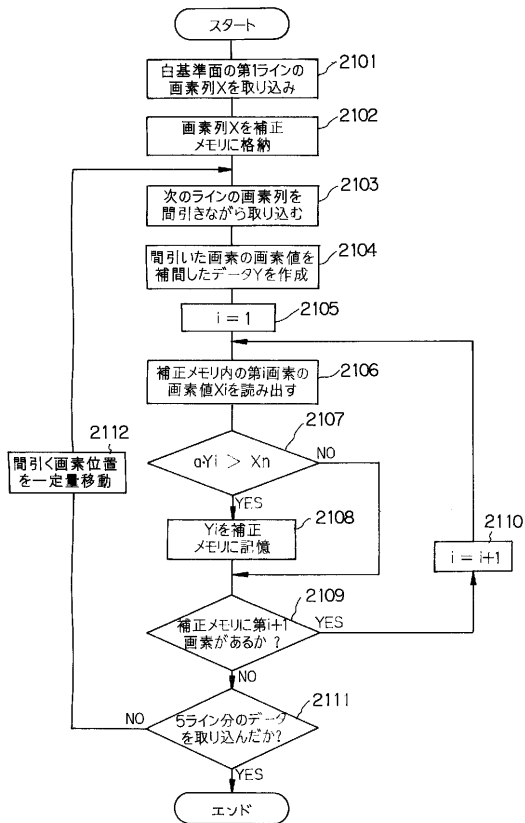 スタート
2101
白基準面の第1ラインの
画素列Xを取り込み
2102
画素列Xを補正
メモリに格納
2103
次のラインの画素列を
間引きながら取り込む
2104
間引いた画素の画素値を
補間したデータYを作成
2105
i = 1
2106
補正メモリ内の第i画素の
画素値Xiを読み出す
2107
a・Yi > Xn
NO
YES
2108
Yiを補正
メモリに記憶
2109
補正メモリに第i+1
画素があるか?
YES
NO
2110
i = i+1
2111
5ライン分のデータ
を取り込んだか?
NO
YES
2112
間引く画素位置
を一定量移動
エンド